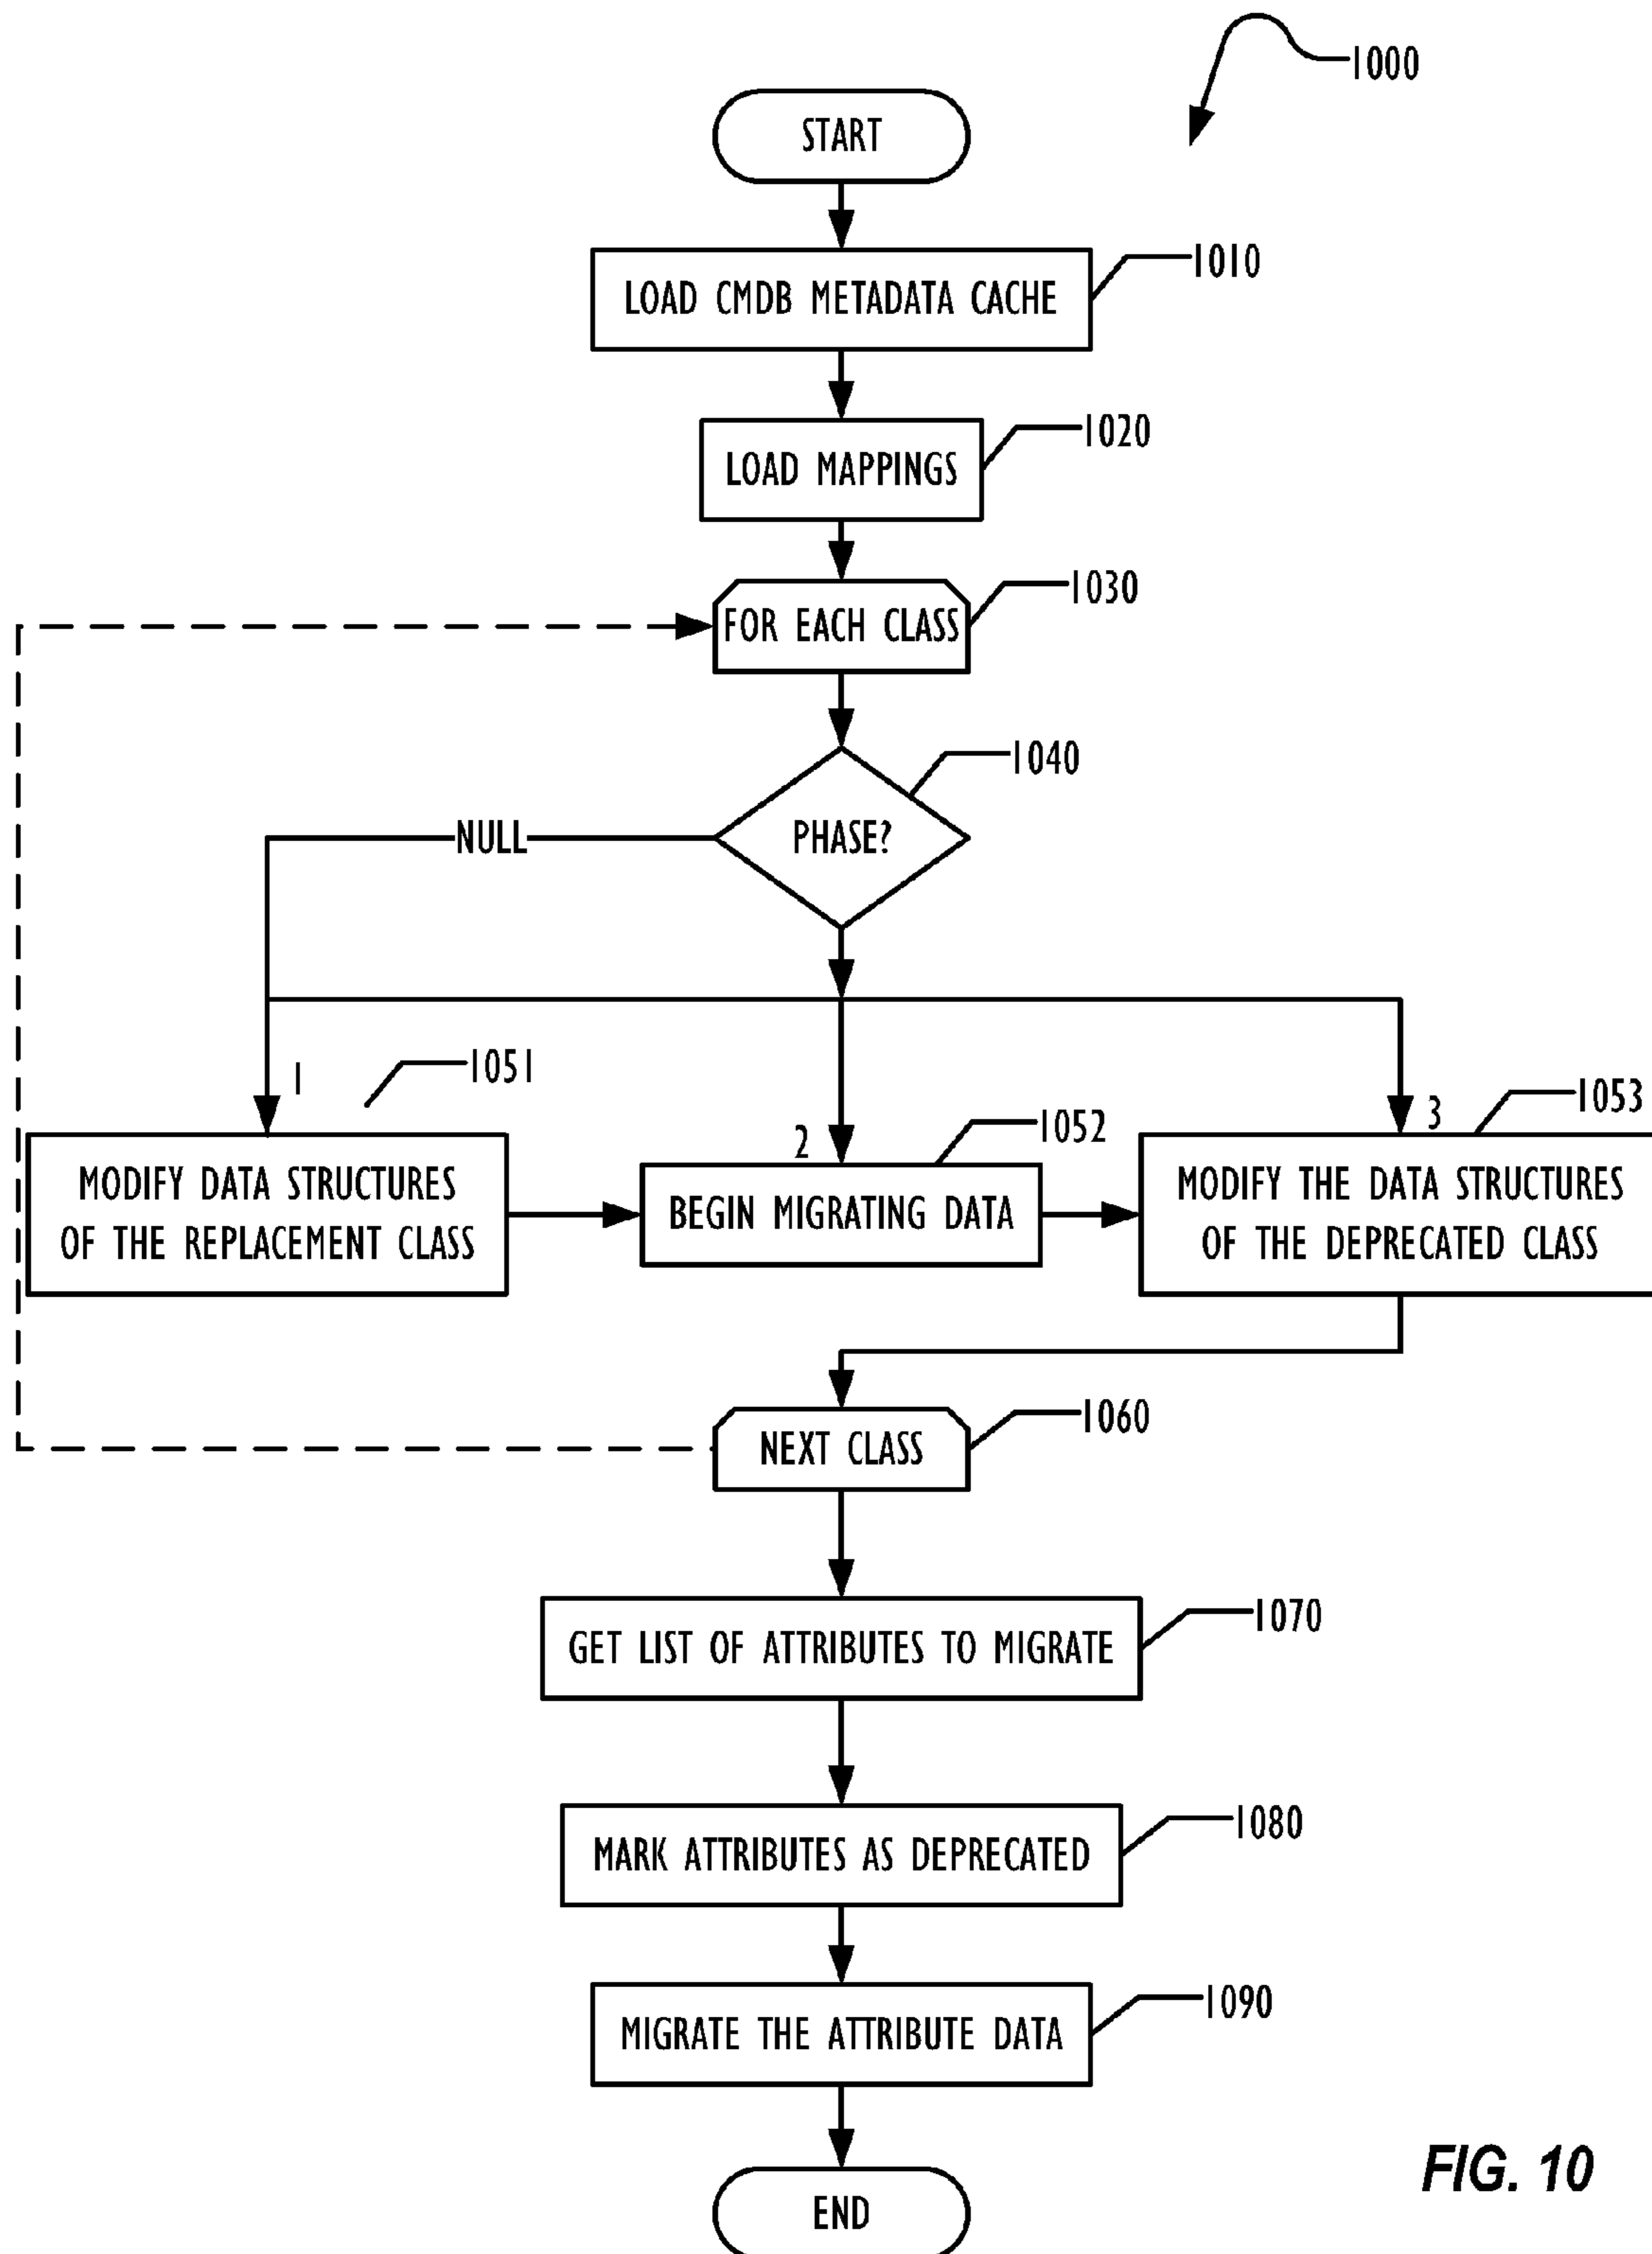 1000
START
1010
LOAD CMDB METADATA CACHE
1020
LOAD MAPPINGS
1030
FOR EACH CLASS
1040
PHASE?
NULL
1
1051
2
1052
3
1053
MODIFY DATA STRUCTURES
OF THE REPLACEMENT CLASS
BEGIN MIGRATING DATA
MODIFY THE DATA STRUCTURES
OF THE DEPRECATED CLASS
1060
NEXT CLASS
1070
GET LIST OF ATTRIBUTES TO MIGRATE
1080
MARK ATTRIBUTES AS DEPRECATED
1090
MIGRATE THE ATTRIBUTE DATA
END
FIG. 10